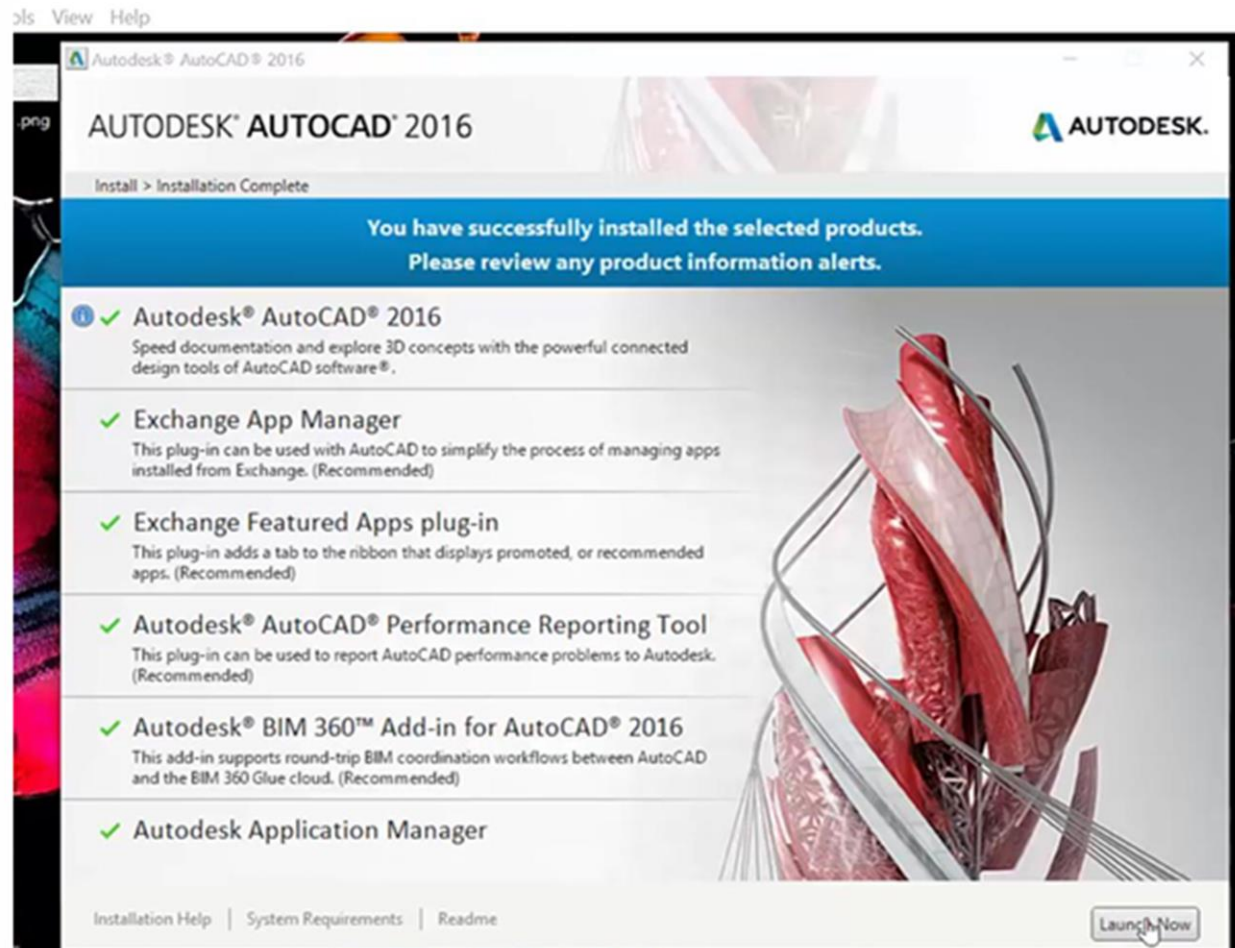 ols View Help
Autodesk® AutoCAD® 2016
.png
AUTODESK® AUTOCAD® 2016
AUTODESK.
Install > Installation Complete
You have successfully installed the selected products.
Please review any product information alerts.
Autodesk® AutoCAD® 2016
Speed documentation and explore 3D concepts with the powerful connected
design tools of AutoCAD software®.
Exchange App Manager
This plug-in can be used with AutoCAD to simplify the process of managing apps
installed from Exchange. (Recommended)
Exchange Featured Apps plug-in
This plug-in adds a tab to the ribbon that displays promoted, or recommended
apps. (Recommended)
Autodesk® AutoCAD® Performance Reporting Tool
This plug-in can be used to report AutoCAD performance problems to Autodesk.
(Recommended)
Autodesk® BIM 360™ Add-in for AutoCAD® 2016
This add-in supports round-trip BIM coordination workflows between AutoCAD
and the BIM 360 Glue cloud. (Recommended)
Autodesk Application Manager
Installation Help | System Requirements | Readme
Launch Now